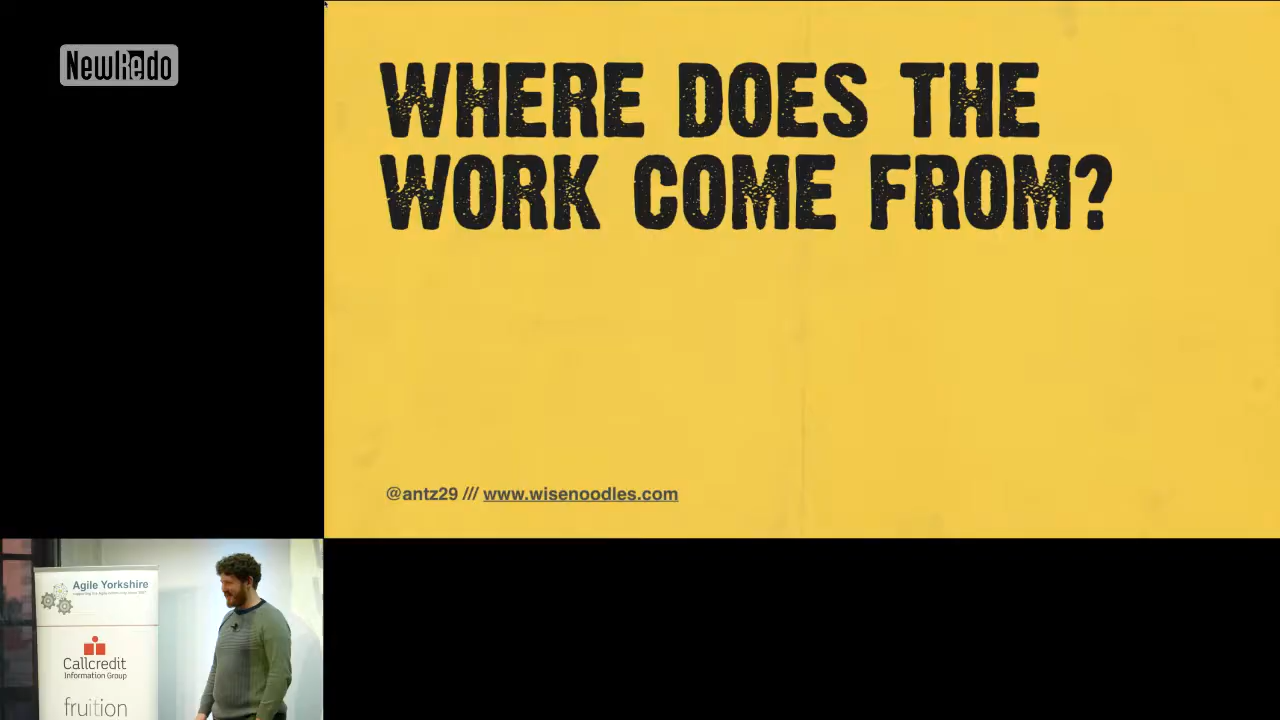 NewRedo
WHERE DOES THE
WORK COME FROM?
@antz29 /// www.wisenoodles.com
Agile Yorkshire
Callcredit
Information Group
fruition